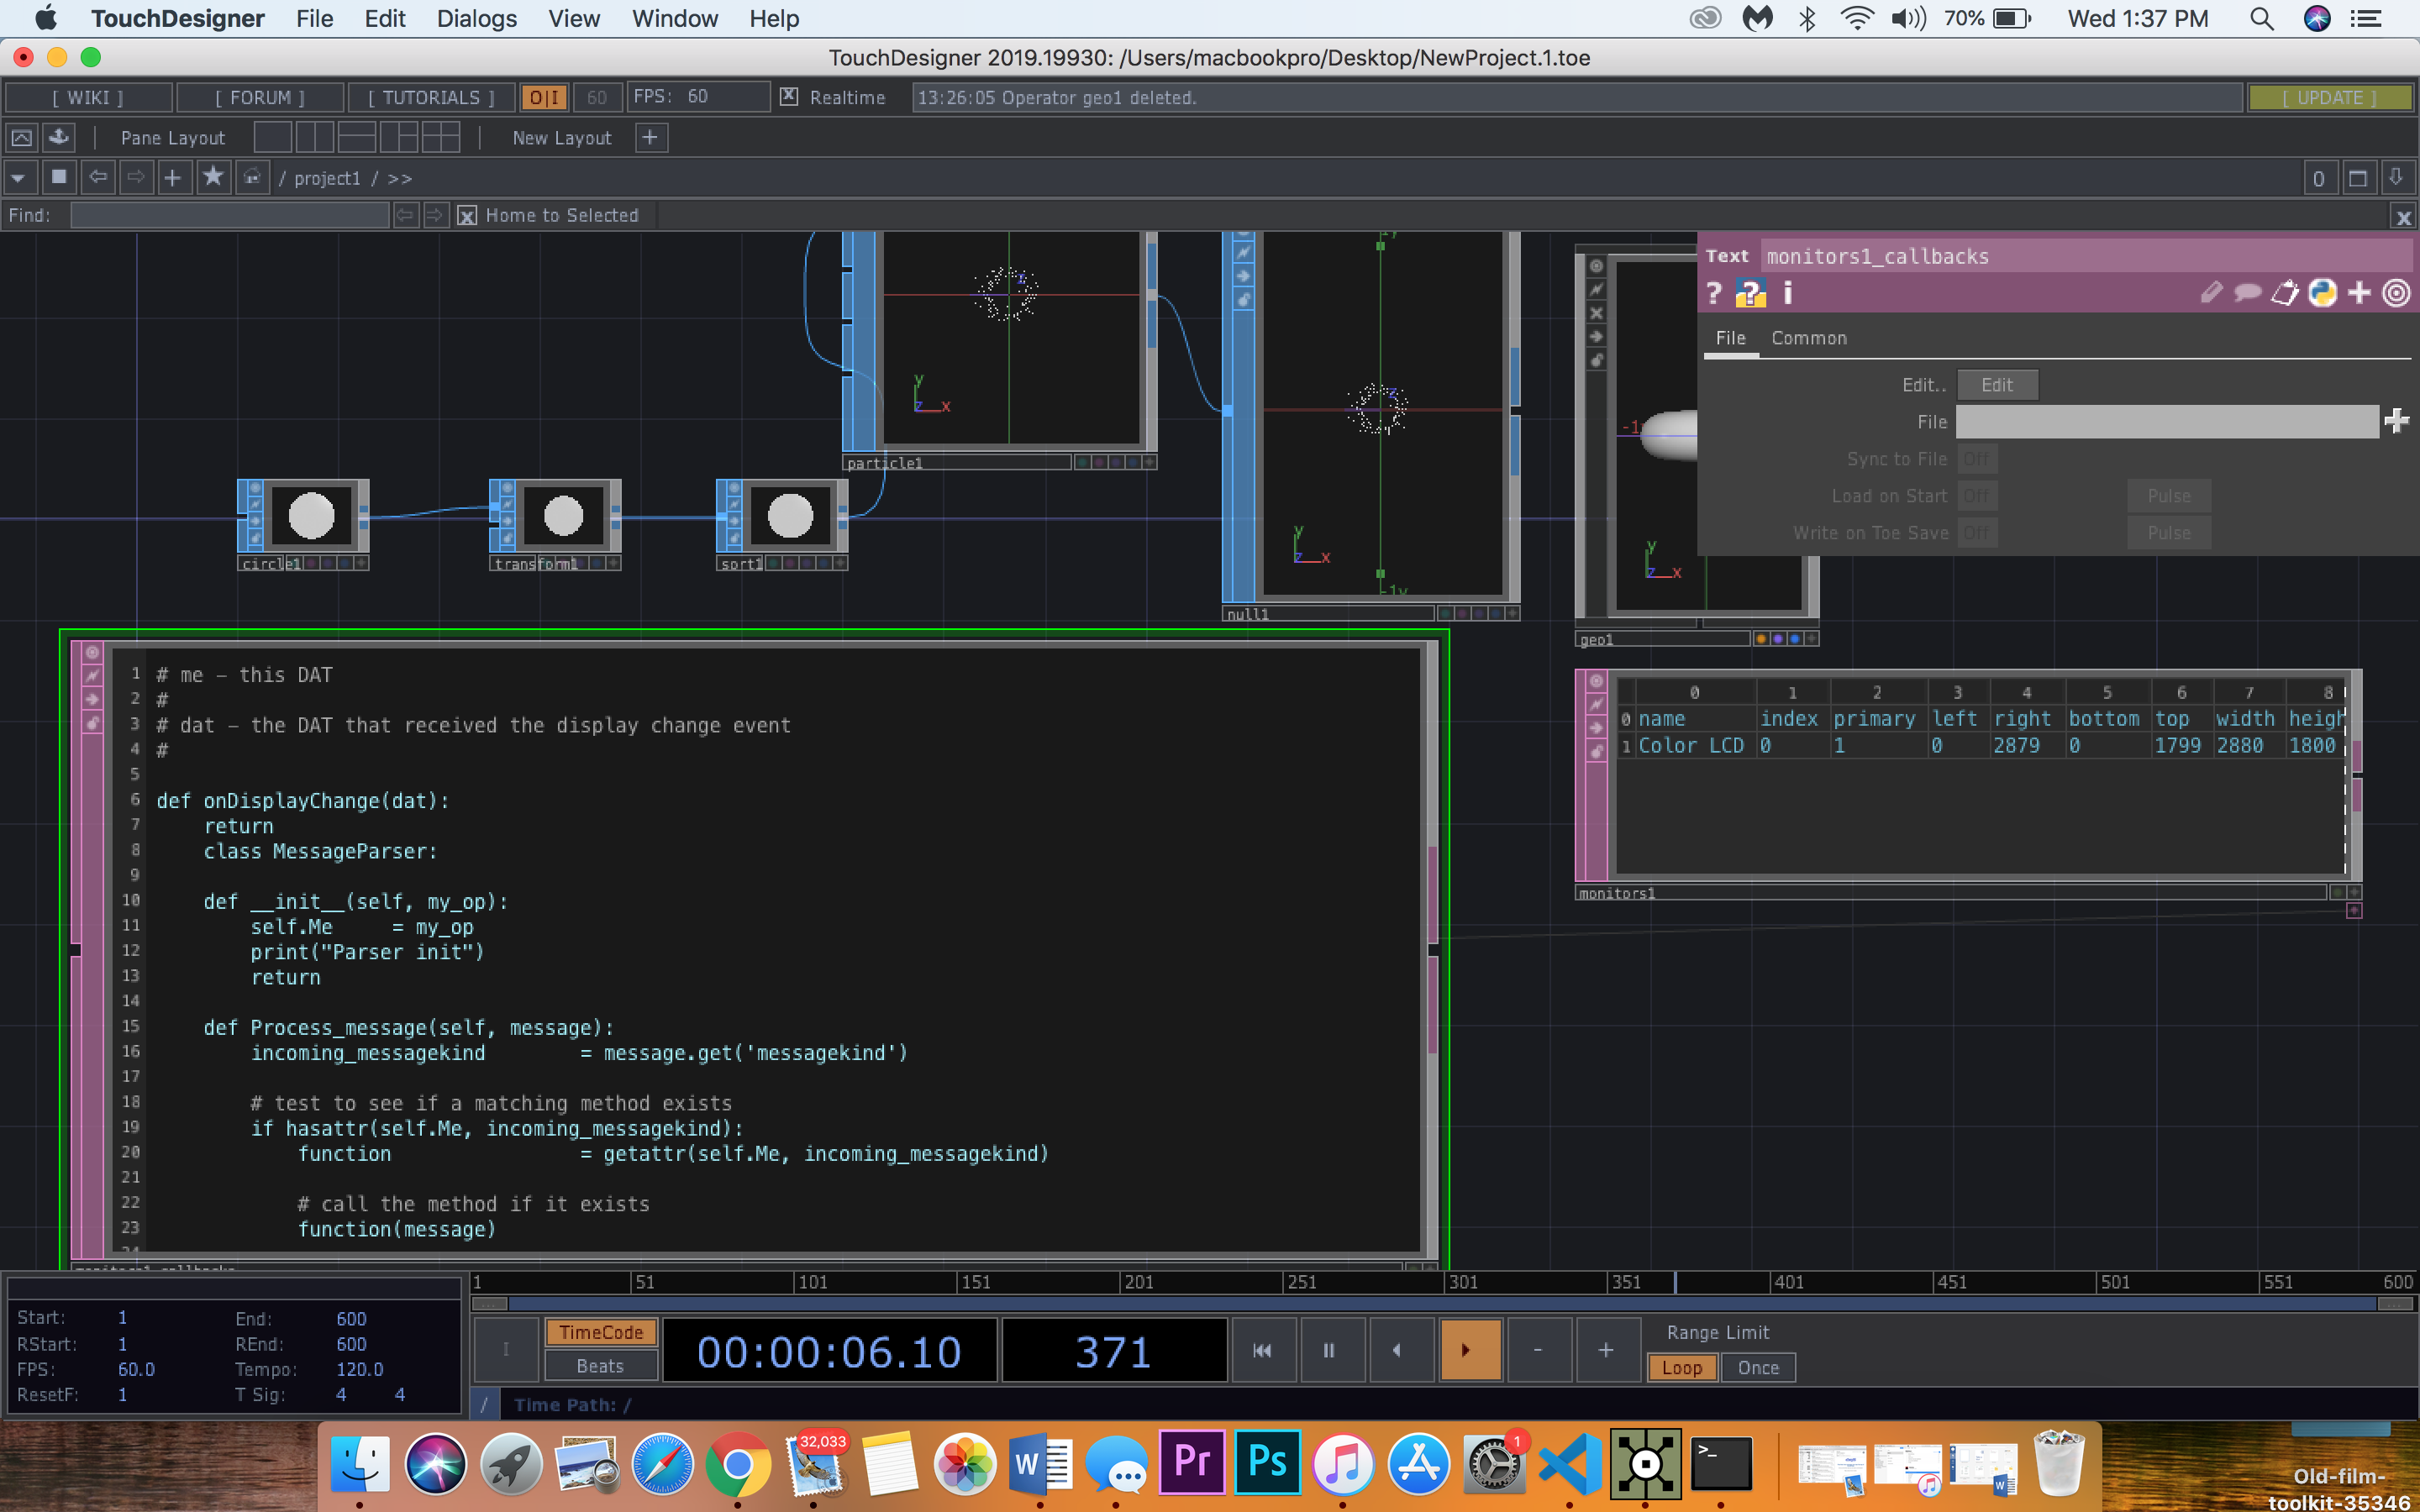 TouchDesigner File Edit Dialogs View Window Help 70% Wed 1:37 PM
TouchDesigner 2019.19930: /Users/macbookpro/Desktop/NewProject.1.toe
[ WIKI ] [ FORUM ] [ TUTORIALS ] O|I 60 FPS: 60 X Realtime 13:26:05 Operator geo1 deleted. [ UPDATE ]
Pane Layout New Layout +
/ project1 / >> 0
Find: x Home to Selected x
Text monitors1_callbacks
? ? i
File Common
Edit.. Edit
File
Sync to File Off
Load on Start Off Pulse
Write on Toe Save Off Pulse
z
y
z x
particle1
1y
z
y
z x
-1y
null1
-1
y
z x
geo1
circle1 transform1 sort1
1 # me – this DAT
2 #
3 # dat – the DAT that received the display change event
4 #
5
6 def onDisplayChange(dat):
7 return
8 class MessageParser:
9
10 def __init__(self, my_op):
11 self.Me = my_op
12 print("Parser init")
13 return
14
15 def Process_message(self, message):
16 incoming_messagekind = message.get('messagekind')
17
18 # test to see if a matching method exists
19 if hasattr(self.Me, incoming_messagekind):
20 function = getattr(self.Me, incoming_messagekind)
21
22 # call the method if it exists
23 function(message)
24
monitors1_callbacks
0 1 2 3 4 5 6 7 8
0 name index primary left right bottom top width heigh
1 Color LCD 0 1 0 2879 0 1799 2880 1800
monitors1
1 51 101 151 201 251 301 351 401 451 501 551 600
Start: 1 End: 600
RStart: 1 REnd: 600
FPS: 60.0 Tempo: 120.0
ResetF: 1 T Sig: 4 4
I TimeCode Beats 00:00:06.10 371 - + Range Limit
Loop Once
/ Time Path: /
32,033 W Pr Ps 1 >_
Old-film-
toolkit-35346